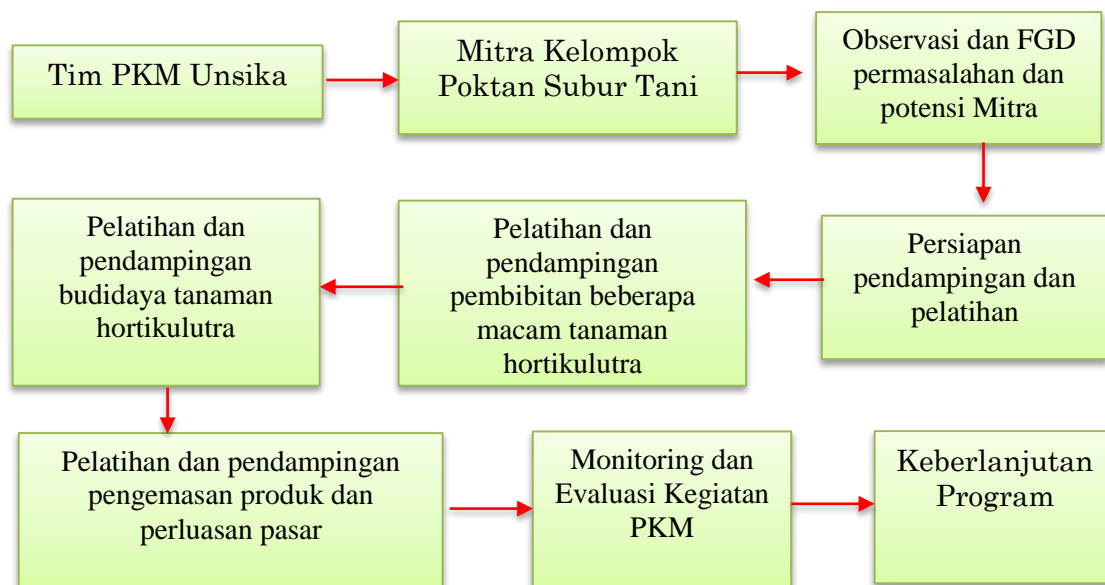 Tim PKM Unsika
Mitra Kelompok
Poktan Subur Tani
Observasi dan FGD
permasalahan dan
potensi Mitra
Persiapan
pendampingan dan
pelatihan
Pelatihan dan
pendampingan
pembibitan beberapa
macam tanaman
hortikulutra
Pelatihan dan
pendampingan
budidaya tanaman
hortikulutra
Pelatihan dan pendampingan
pengemasan produk dan
perluasan pasar
Monitoring dan
Evaluasi Kegiatan
PKM
Keberlanjutan
Program